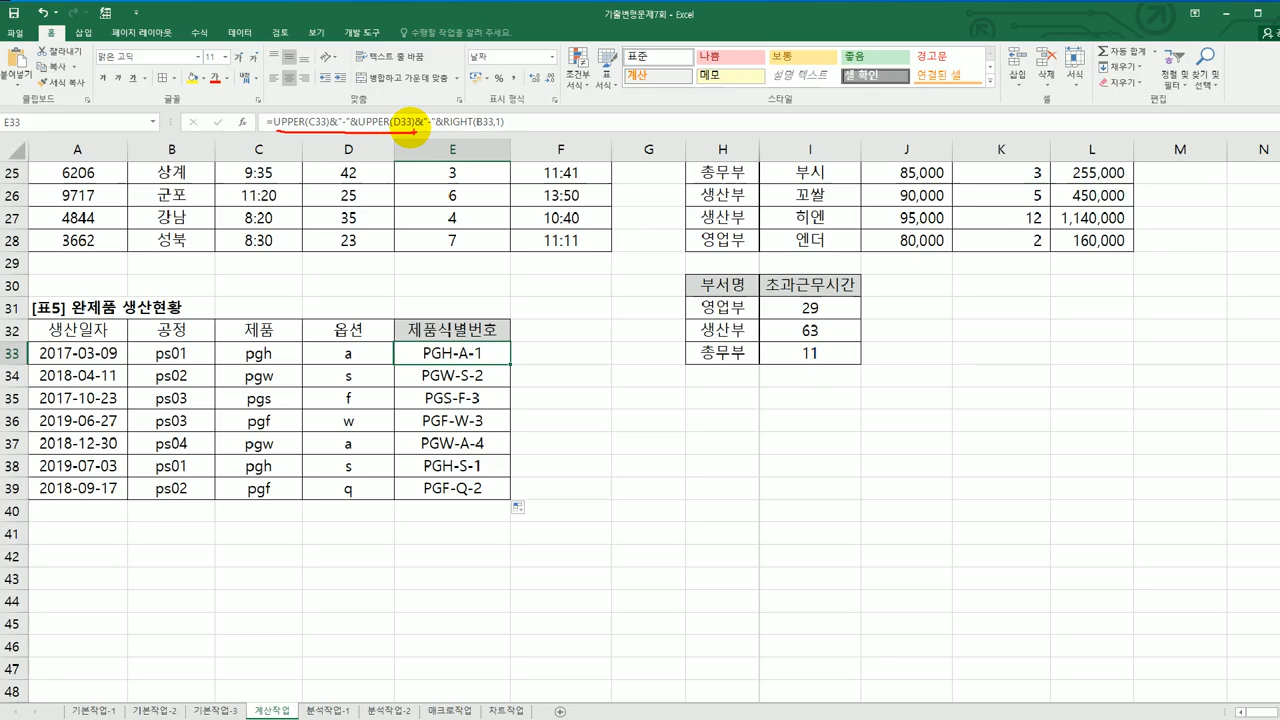 기출변형문제7회 - Excel
파일 홈 삽입 페이지 레이아웃 수식 데이터 검토 보기 개발 도구 수행할 작업을 알려 주세요.
붙여넣기 잘라내기 복사 서식 복사 클립보드
맑은 고딕 11 가 가 가 글꼴
텍스트 줄 바꿈 병합하고 가운데 맞춤 맞춤
날짜 % 표시 형식
조건부 서식 표 서식
표준 나쁨 보통 좋음 경고문
계산 메모 설명 텍스트 셀 확인 연결된 셀
스타일
삽입 삭제 서식 셀
자동 합계 채우기 지우기 정렬 및 찾기 및 필터 선택 편집
E33 fx =UPPER(C33)&"-"&UPPER(D33)&"-"&RIGHT(B33,1)
A B C D E F G H I J K L M N
25 6206 상계 9:35 42 3 11:41 총무부 부시 85,000 3 255,000
26 9717 군포 11:20 25 6 13:50 생산부 꼬쌀 90,000 5 450,000
27 4844 강남 8:20 35 4 10:40 생산부 히엔 95,000 12 1,140,000
28 3662 성북 8:30 23 7 11:11 영업부 엔더 80,000 2 160,000
29
30 부서명 초과근무시간
31 [표5] 완제품 생산현황 영업부 29
32 생산일자 공정 제품 옵션 제품식별번호 생산부 63
33 2017-03-09 ps01 pgh a PGH-A-1 총무부 11
34 2018-04-11 ps02 pgw s PGW-S-2
35 2017-10-23 ps03 pgs f PGS-F-3
36 2019-06-27 ps03 pgf w PGF-W-3
37 2018-12-30 ps04 pgw a PGW-A-4
38 2019-07-03 ps01 pgh s PGH-S-1
39 2018-09-17 ps02 pgf q PGF-Q-2
40
41
42
43
44
45
46
47
48
기본작업-1 기본작업-2 기본작업-3 계산작업 분석작업-1 분석작업-2 매크로작업 차트작업